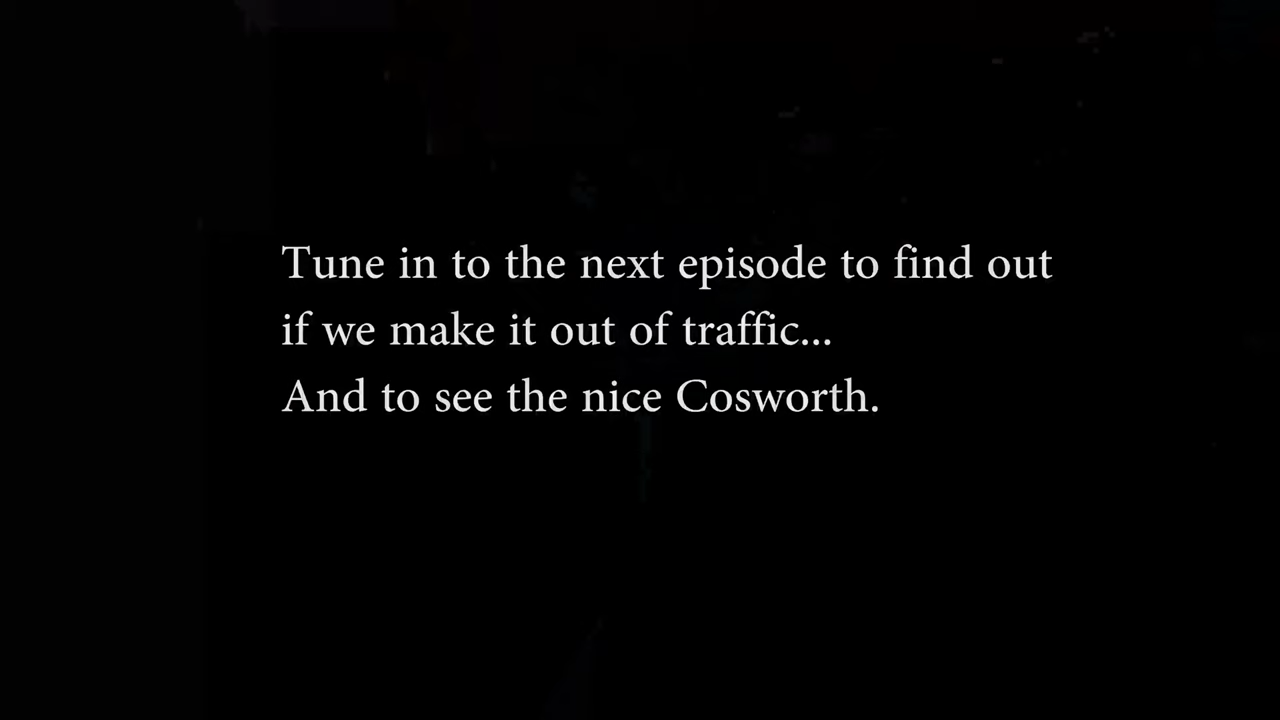 Tune in to the next episode to find out
if we make it out of traffic...
And to see the nice Cosworth.